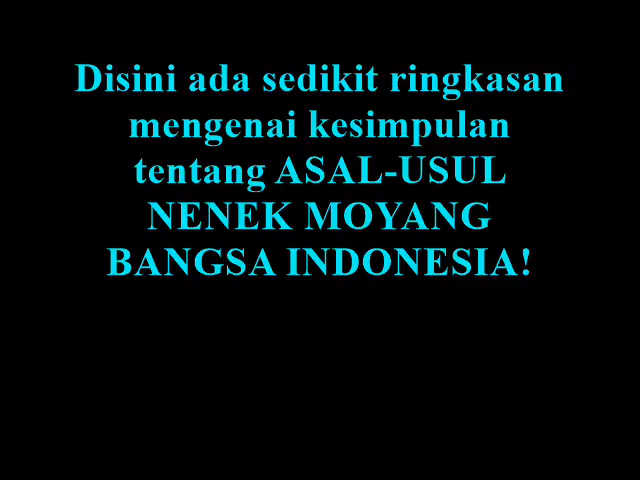 Disini ada sedikit ringkasan
mengenai kesimpulan
tentang ASAL-USUL
NENEK MOYANG
BANGSA INDONESIA!